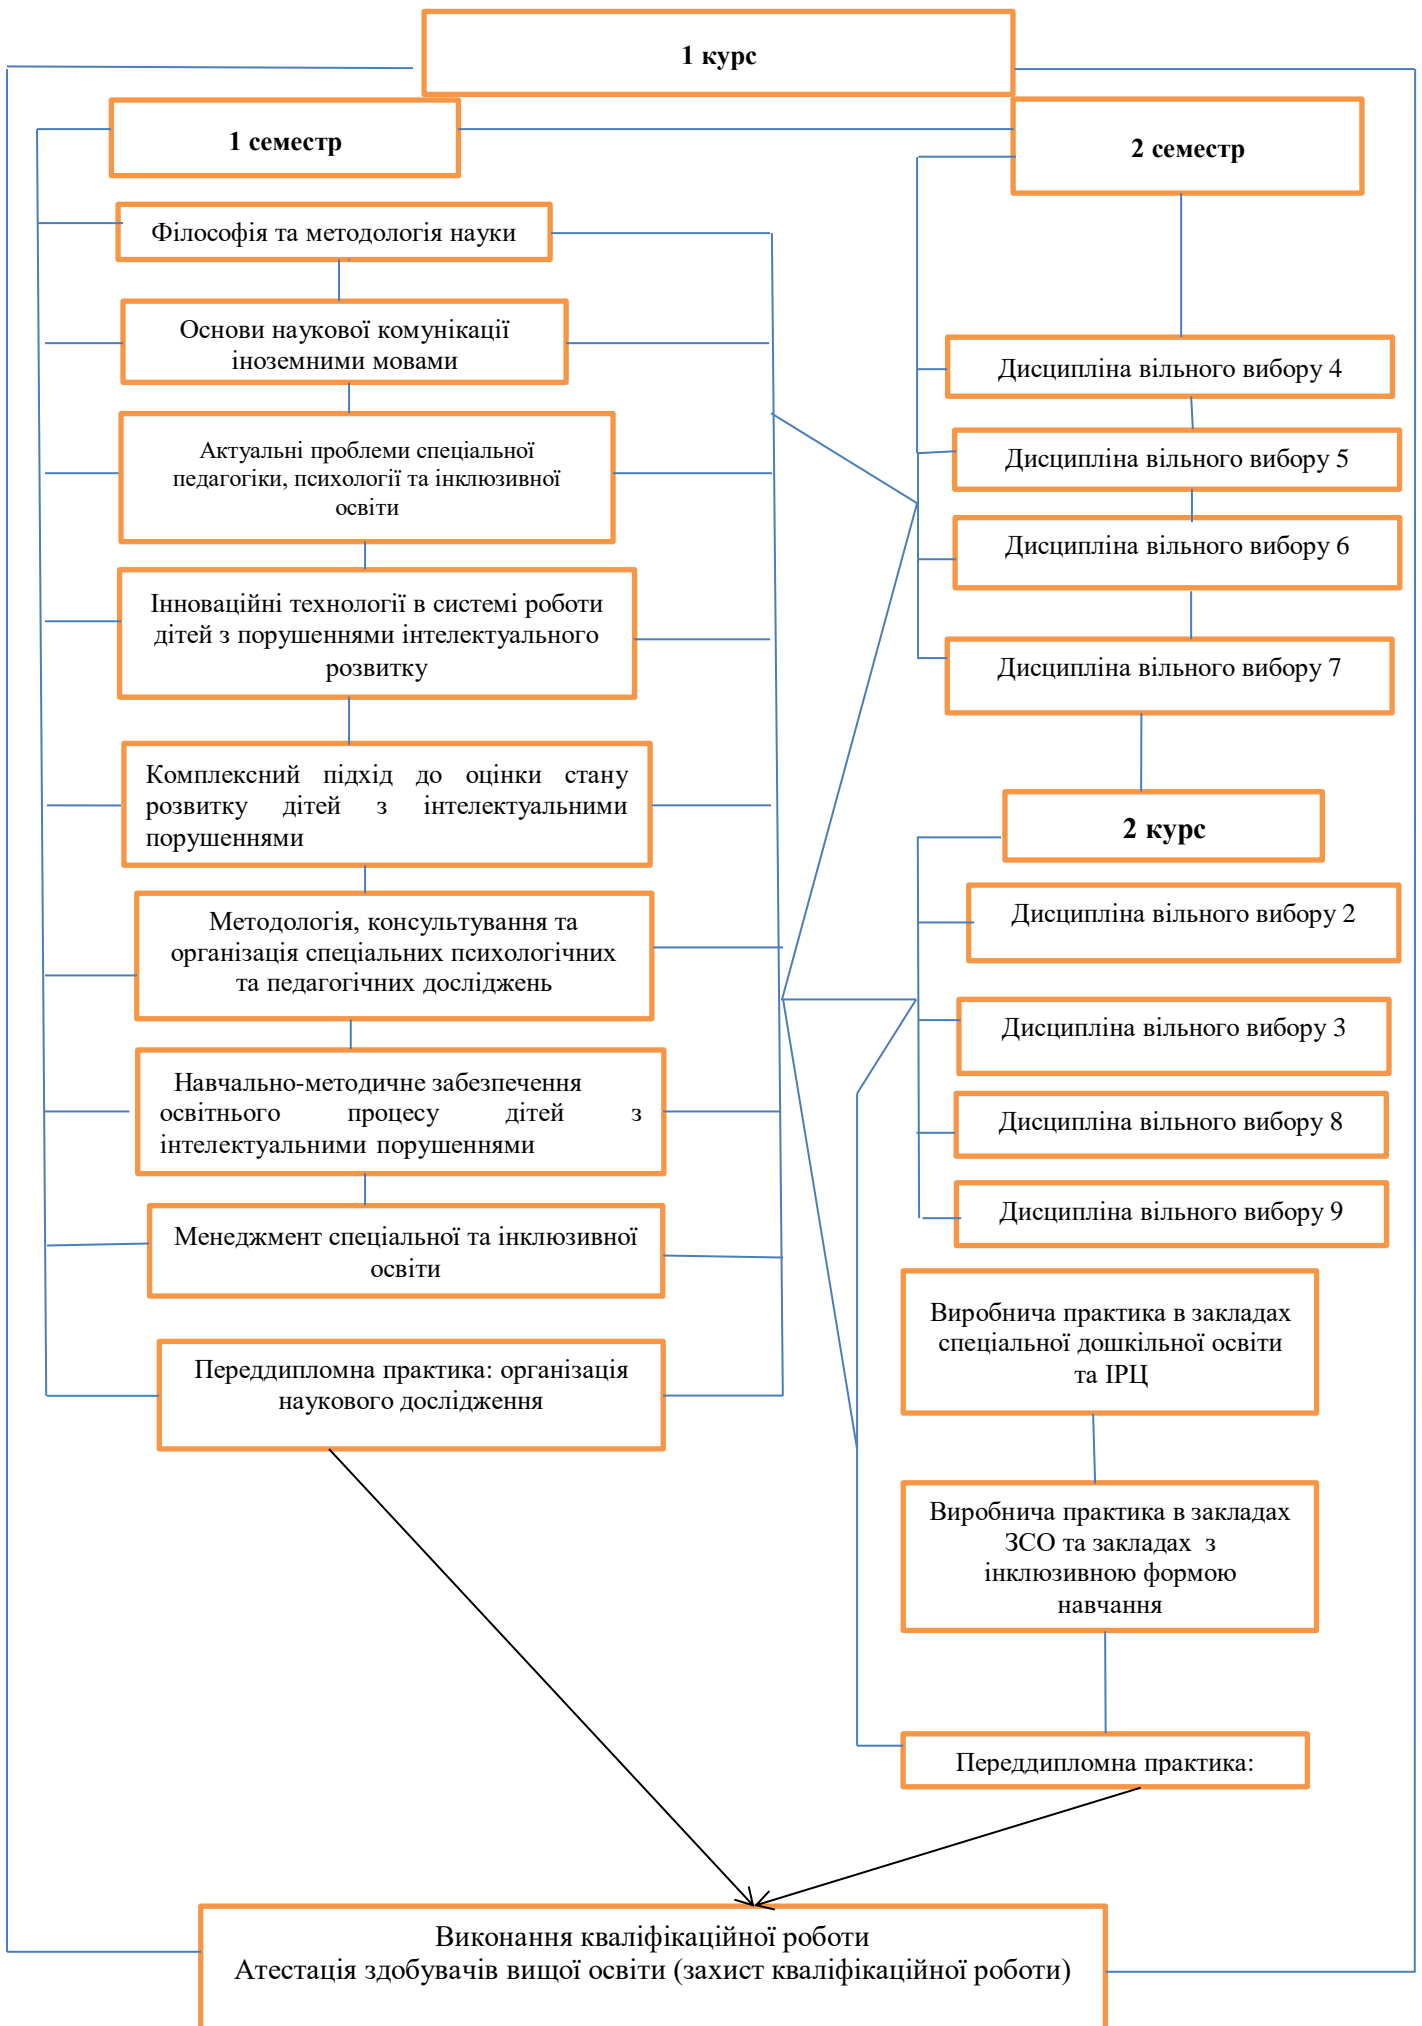 1 курс
1 семестр
2 семестр
Філософія та методологія науки
Основи наукової комунікації
іноземними мовами
Актуальні проблеми спеціальної
педагогіки, психології та інклюзивної
освіти
Інноваційні технології в системі роботи
дітей з порушеннями інтелектуального
розвитку
Комплексний підхід до оцінки стану
розвитку дітей з інтелектуальними
порушеннями
Методологія, консультування та
організація спеціальних психологічних
та педагогічних досліджень
Навчально-методичне забезпечення
освітнього процесу дітей з
інтелектуальними порушеннями
Менеджмент спеціальної та інклюзивної
освіти
Переддипломна практика: організація
наукового дослідження
Дисципліна вільного вибору 4
Дисципліна вільного вибору 5
Дисципліна вільного вибору 6
Дисципліна вільного вибору 7
2 курс
Дисципліна вільного вибору 2
Дисципліна вільного вибору 3
Дисципліна вільного вибору 8
Дисципліна вільного вибору 9
Виробнича практика в закладах
спеціальної дошкільної освіти
та ІРЦ
Виробнича практика в закладах
ЗСО та закладах з
інклюзивною формою
навчання
Переддипломна практика:
Виконання кваліфікаційної роботи
Атестація здобувачів вищої освіти (захист кваліфікаційної роботи)